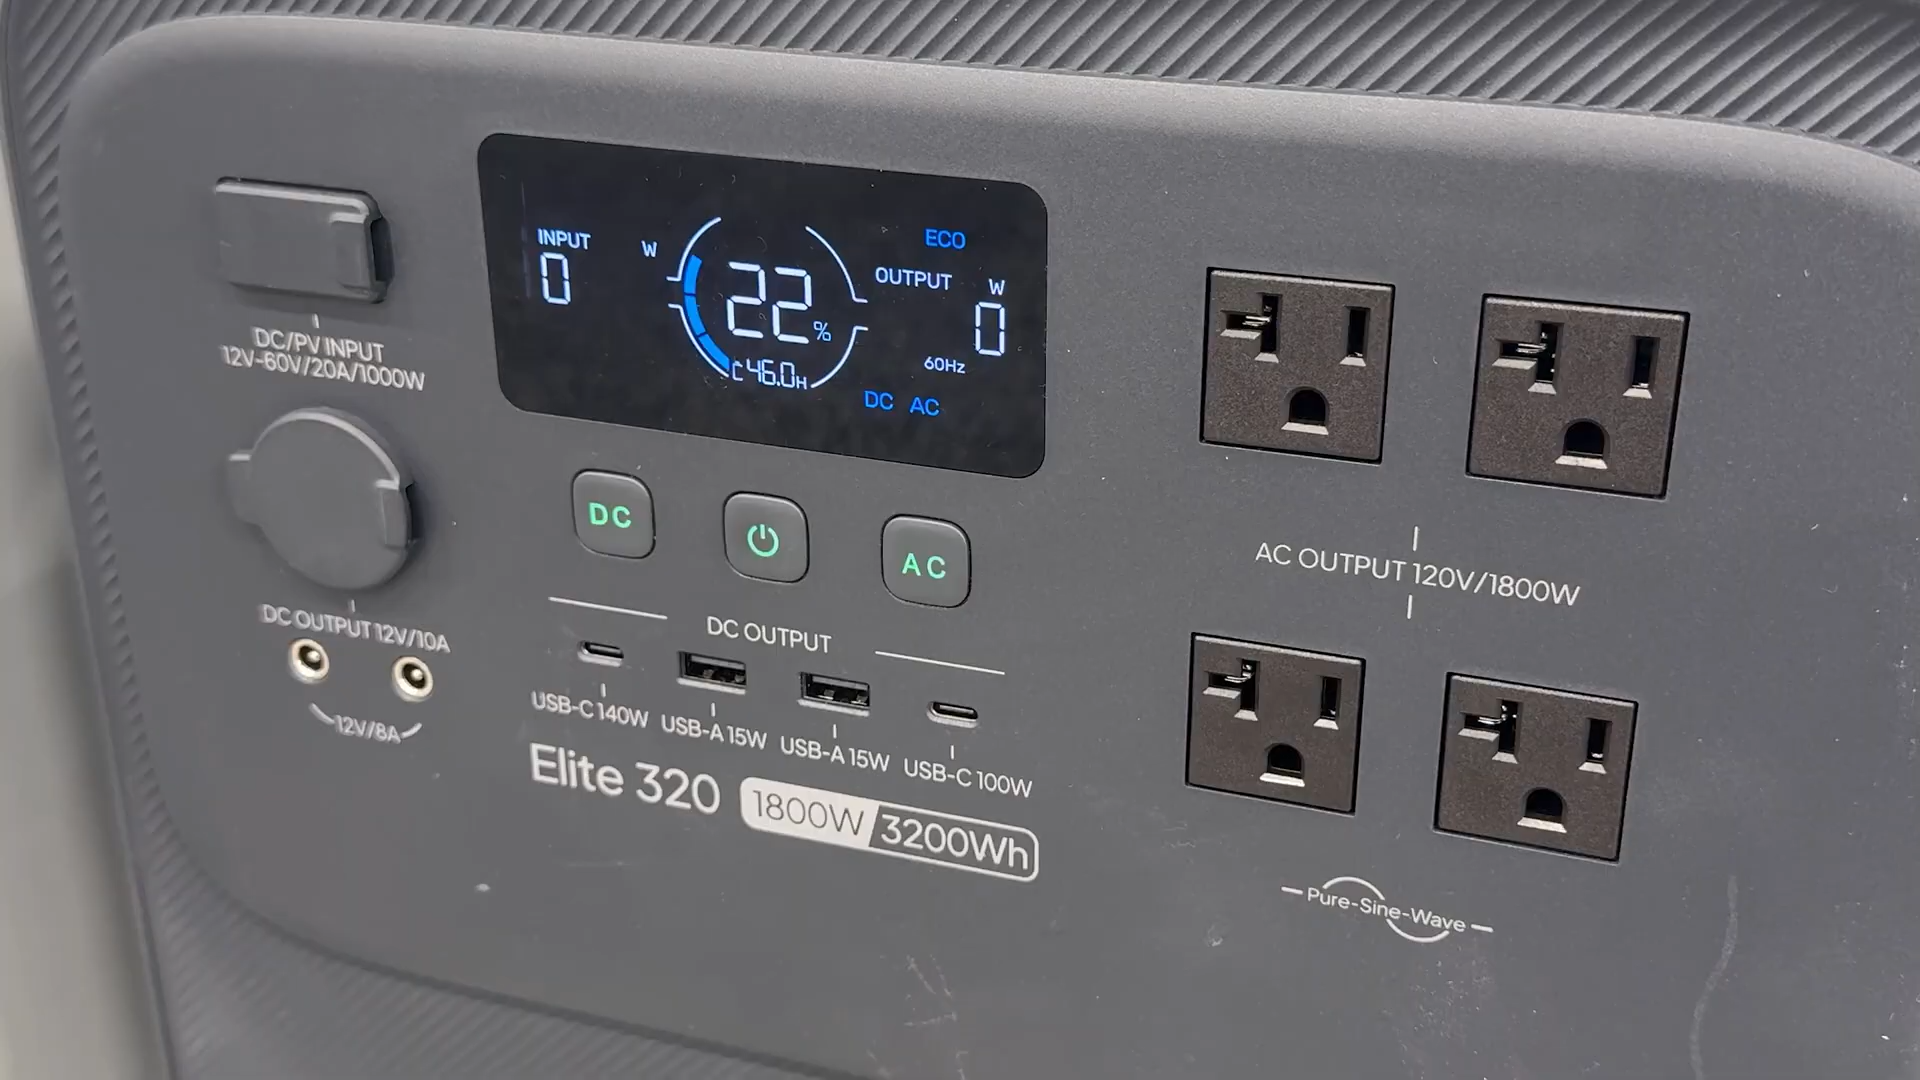 INPUT
0 W
22%
46.0H
ECO
OUTPUT
W
0
60Hz
DC AC
DC/PV INPUT
12V-60V/20A/1000W
DC OUTPUT 12V/10A
12V/8A
DC
AC
DC OUTPUT
USB-C 140W
USB-A 15W
USB-A 15W
USB-C 100W
Elite 320
1800W 3200Wh
AC OUTPUT 120V/1800W
Pure-Sine-Wave